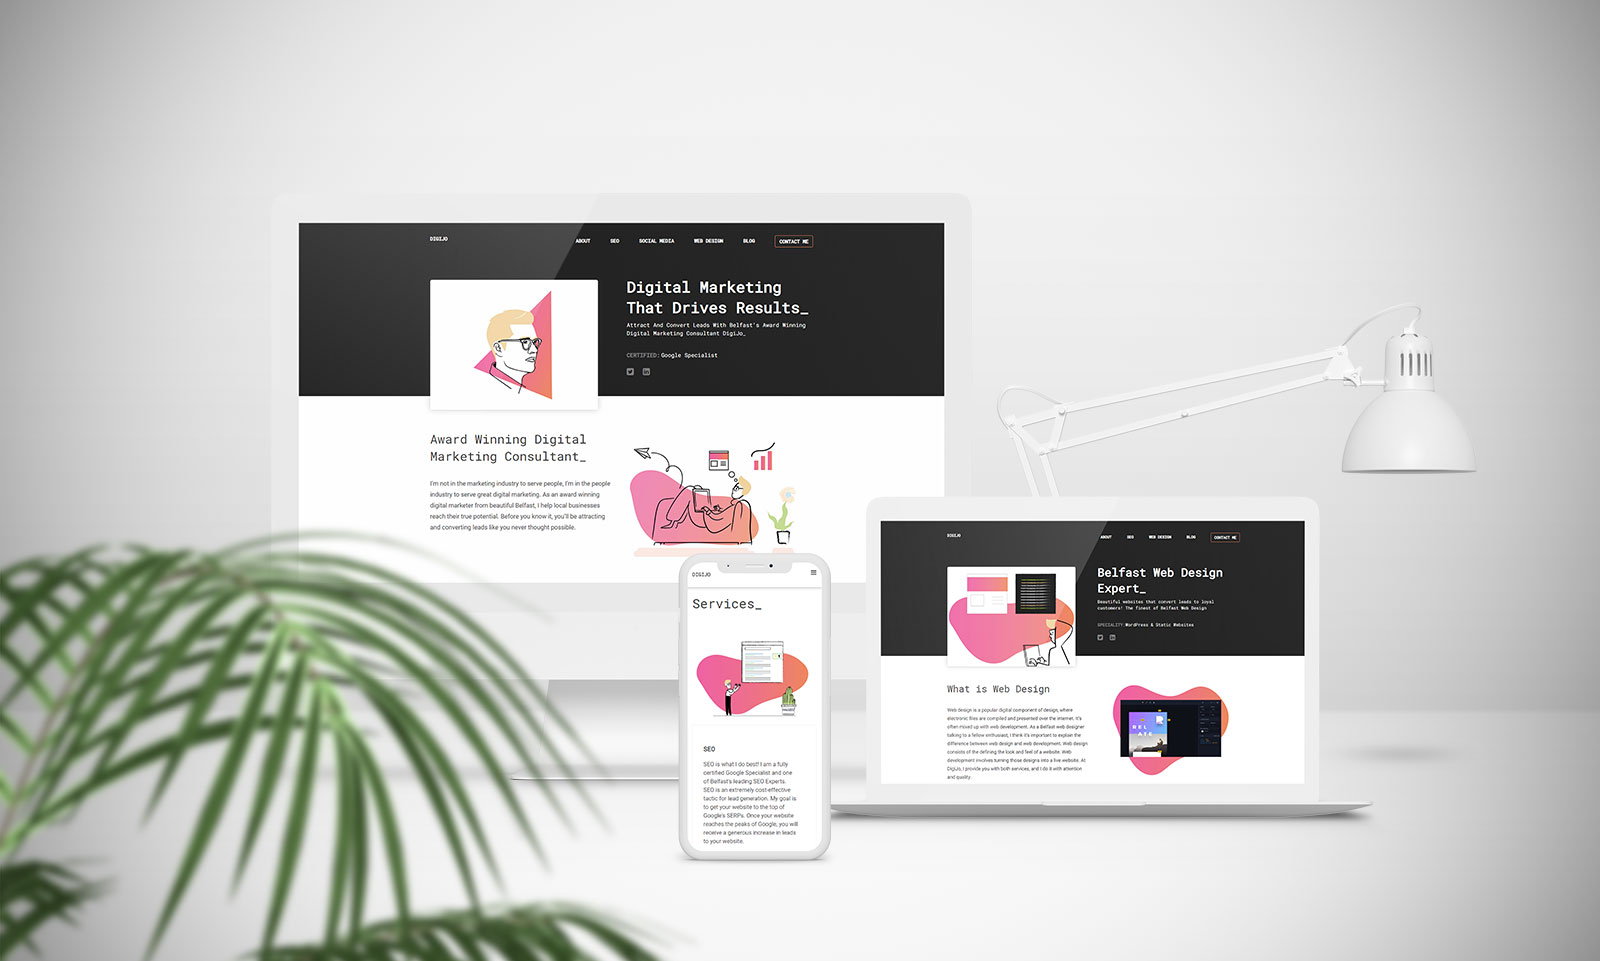 DIGIJO
ABOUT SEO SOCIAL MEDIA WEB DESIGN BLOG CONTACT ME
Digital Marketing
That Drives Results_
Attract And Convert Leads With Belfast's Award Winning
Digital Marketing Consultant DigiJo_
CERTIFIED: Google Specialist
Award Winning Digital
Marketing Consultant_
I'm not in the marketing industry to serve people, I'm in the people
industry to serve great digital marketing. As an award winning
digital marketer from beautiful Belfast, I help local businesses
reach their true potential. Before you know it, you'll be attracting
and converting leads like you never thought possible.
DIGIJO
Services_
SEO
SEO is what I do best! I am a fully
certified Google Specialist and one
of Belfast's leading SEO Experts.
SEO is an extremely cost-effective
tactic for lead generation. My goal is
to get your website to the top of
Google's SERPs. Once your website
reaches the peaks of Google, you will
receive a generous increase in leads
to your website.
DIGIJO
ABOUT SEO WEB DESIGN BLOG CONTACT ME
Belfast Web Design
Expert_
Beautiful websites that convert leads to loyal
customers! The finest of Belfast Web Design
SPECIALITY: WordPress & Static Websites
What is Web Design
Web design is a popular digital component of design, where
electronic files are compiled and presented over the internet. It's
often mixed up with web development. As a Belfast web designer
talking to a fellow enthusiast, I think it's important to explain the
difference between web design and web development. Web design
consists of the defining the look and feel of a website. Web
development involves turning those designs into a live website. At
DigiJo, I provide you with both services, and I do it with attention
and quality.